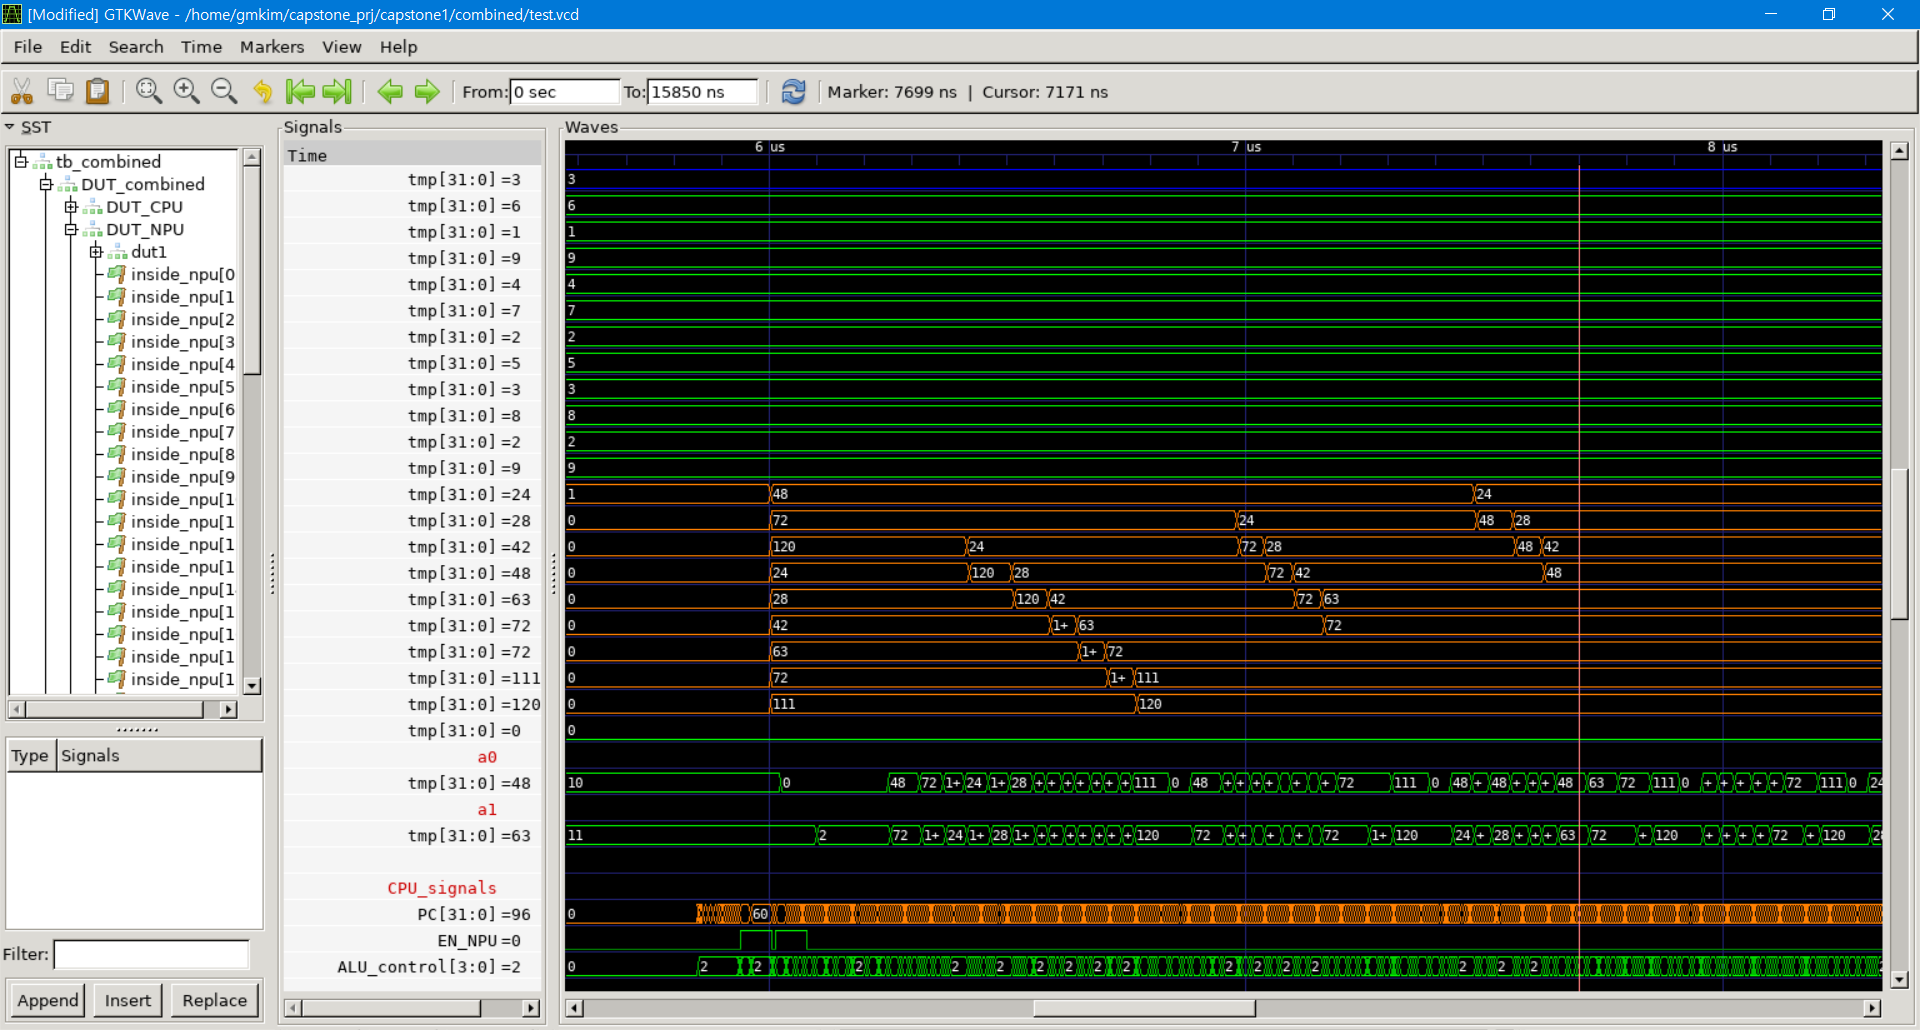 [Modified] GTKWave - /home/gmkim/capstone_prj/capstone1/combined/test.vcd
File Edit Search Time Markers View Help
From: 0 sec To: 15850 ns Marker: 7699 ns | Cursor: 7171 ns
SST
tb_combined
DUT_combined
DUT_CPU
DUT_NPU
dut1
inside_npu[0
inside_npu[1
inside_npu[2
inside_npu[3
inside_npu[4
inside_npu[5
inside_npu[6
inside_npu[7
inside_npu[8
inside_npu[9
inside_npu[1
inside_npu[1
inside_npu[1
inside_npu[1
inside_npu[1
inside_npu[1
inside_npu[1
inside_npu[1
inside_npu[1
Type Signals
Filter:
Append Insert Replace
Signals
Time
tmp[31:0]=3
tmp[31:0]=6
tmp[31:0]=1
tmp[31:0]=9
tmp[31:0]=4
tmp[31:0]=7
tmp[31:0]=2
tmp[31:0]=5
tmp[31:0]=3
tmp[31:0]=8
tmp[31:0]=2
tmp[31:0]=9
tmp[31:0]=24
tmp[31:0]=28
tmp[31:0]=42
tmp[31:0]=48
tmp[31:0]=63
tmp[31:0]=72
tmp[31:0]=72
tmp[31:0]=111
tmp[31:0]=120
tmp[31:0]=0
a0
tmp[31:0]=48
a1
tmp[31:0]=63
CPU_signals
PC[31:0]=96
EN_NPU=0
ALU_control[3:0]=2
Waves
6 us 7 us 8 us
3
6
1
9
4
7
2
5
3
8
2
9
1 48 24
0 72 24 48 28
0 120 24 72 28 48 42
0 24 120 28 72 42 48
0 28 120 42 72 63
0 42 1+ 63 72
0 63 1+ 72
0 72 1+ 111
0 111 120
0
10 0 48 72 1+ 24 1+ 28 + + + + + + + 111 0 48 + + + + + + + 72 111 0 48 + 48 + + + 48 63 72 111 0 + + + + + 72 111 0 24
11 2 72 1+ 24 1+ 28 1+ + + + + + + + 120 72 + + + + + 72 1+ 120 24 + 28 + + + 63 72 + 120 + + + + 72 + 120 28
0 60
0 2 2 2 2 2 2 2 2 2 2 2 2 2 2 2 2